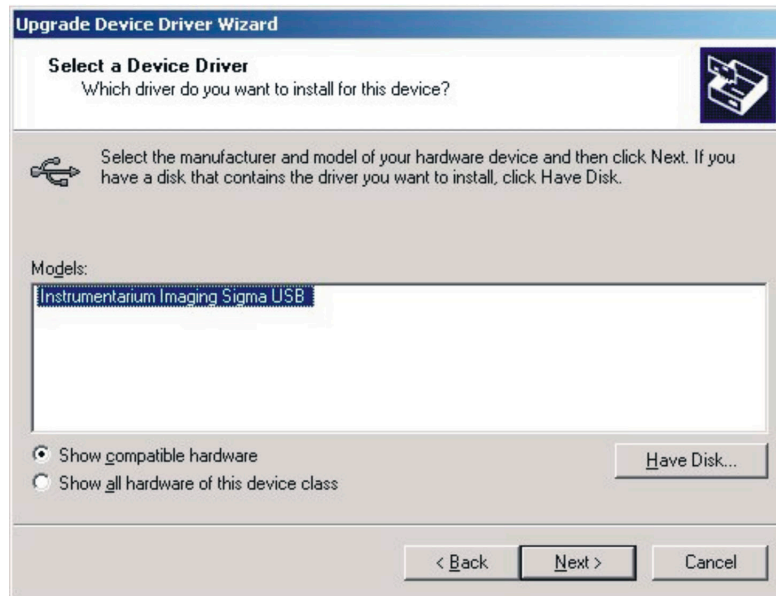 Upgrade Device Driver Wizard
Select a Device Driver
Which driver do you want to install for this device?
Select the manufacturer and model of your hardware device and then click Next. If you
have a disk that contains the driver you want to install, click Have Disk.
Models:
Instrumentarium Imaging Sigma USB
Show compatible hardware
Have Disk...
Show all hardware of this device class
< Back
Next >
Cancel